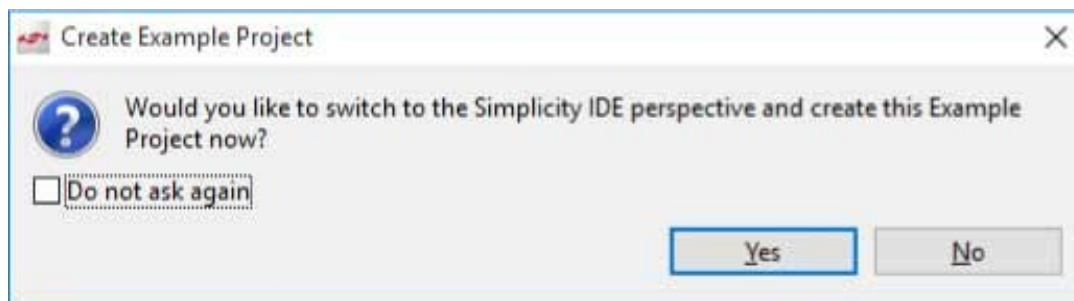 Create Example Project
Would you like to switch to the Simplicity IDE perspective and create this Example
Project now?
Do not ask again
Yes
No